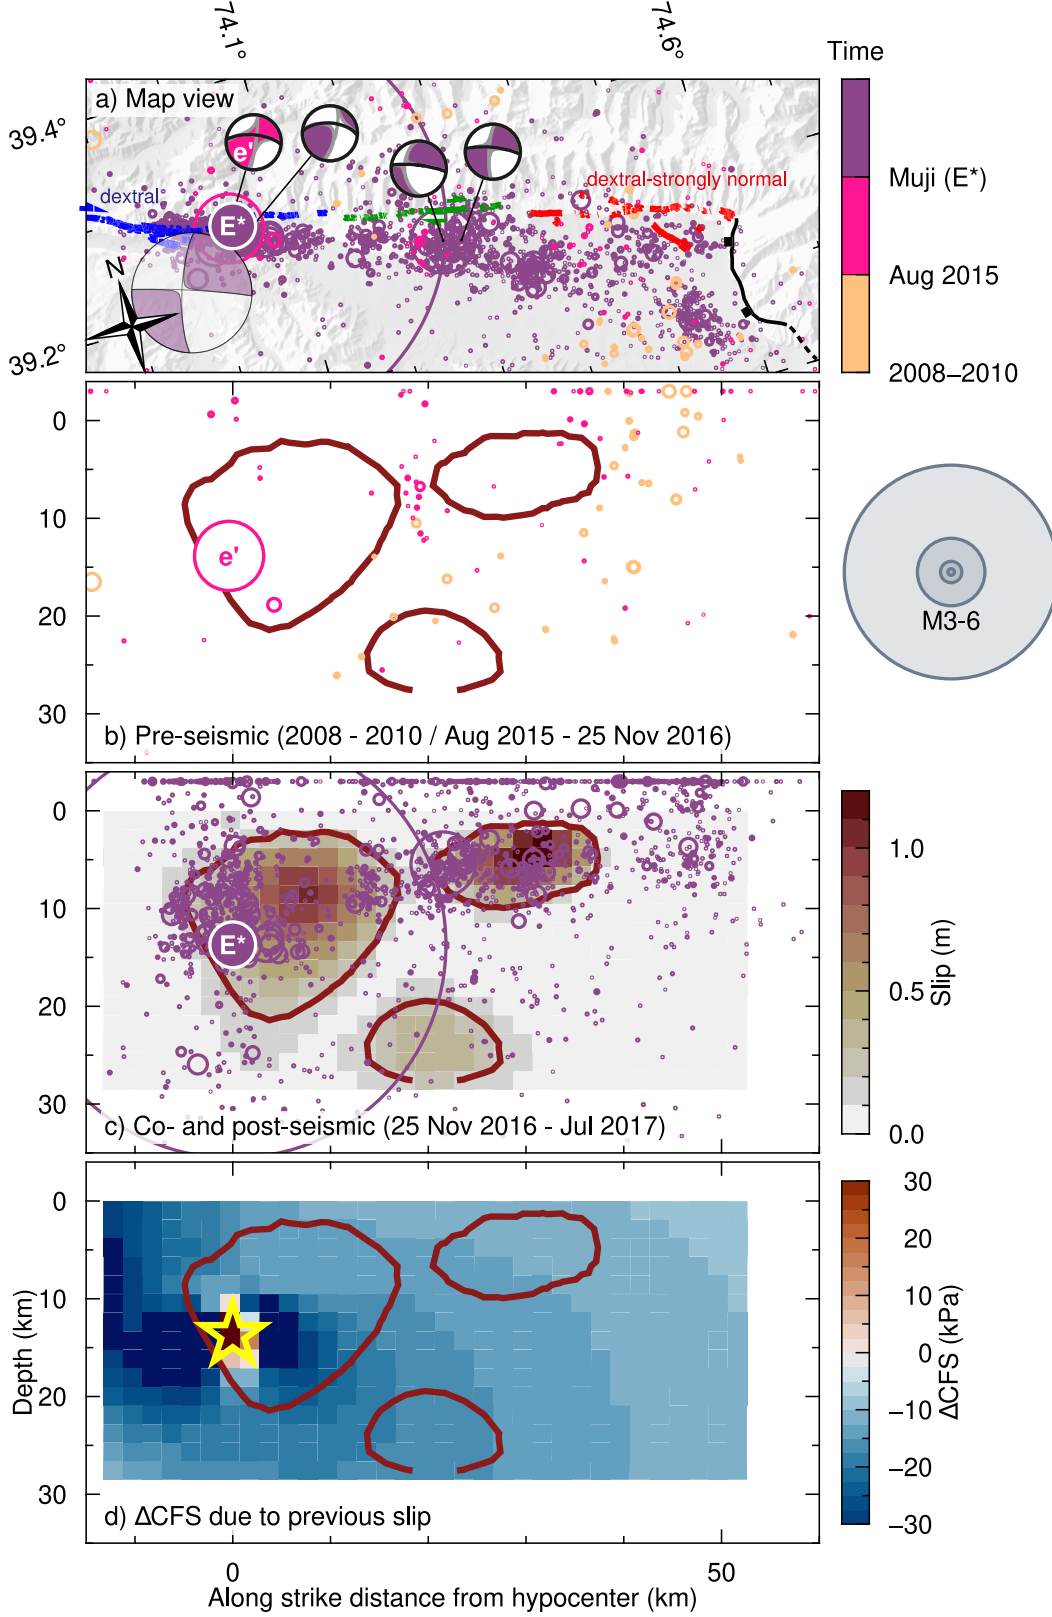 74.1°
74.6°
Time
a) Map view
39.4°
e'
Muji (E*)
dextral
dextral-strongly normal
E*
N
Aug 2015
39.2°
2008–2010
0
10
e'
20
M3-6
30
b) Pre-seismic (2008 - 2010 / Aug 2015 - 25 Nov 2016)
0
1.0
10
E*
Slip (m)
0.5
20
30
c) Co- and post-seismic (25 Nov 2016 - Jul 2017)
0.0
0
30
20
10
10
Depth (km)
0
ΔCFS (kPa)
20
−10
−20
30
d) ΔCFS due to previous slip
−30
0
50
Along strike distance from hypocenter (km)